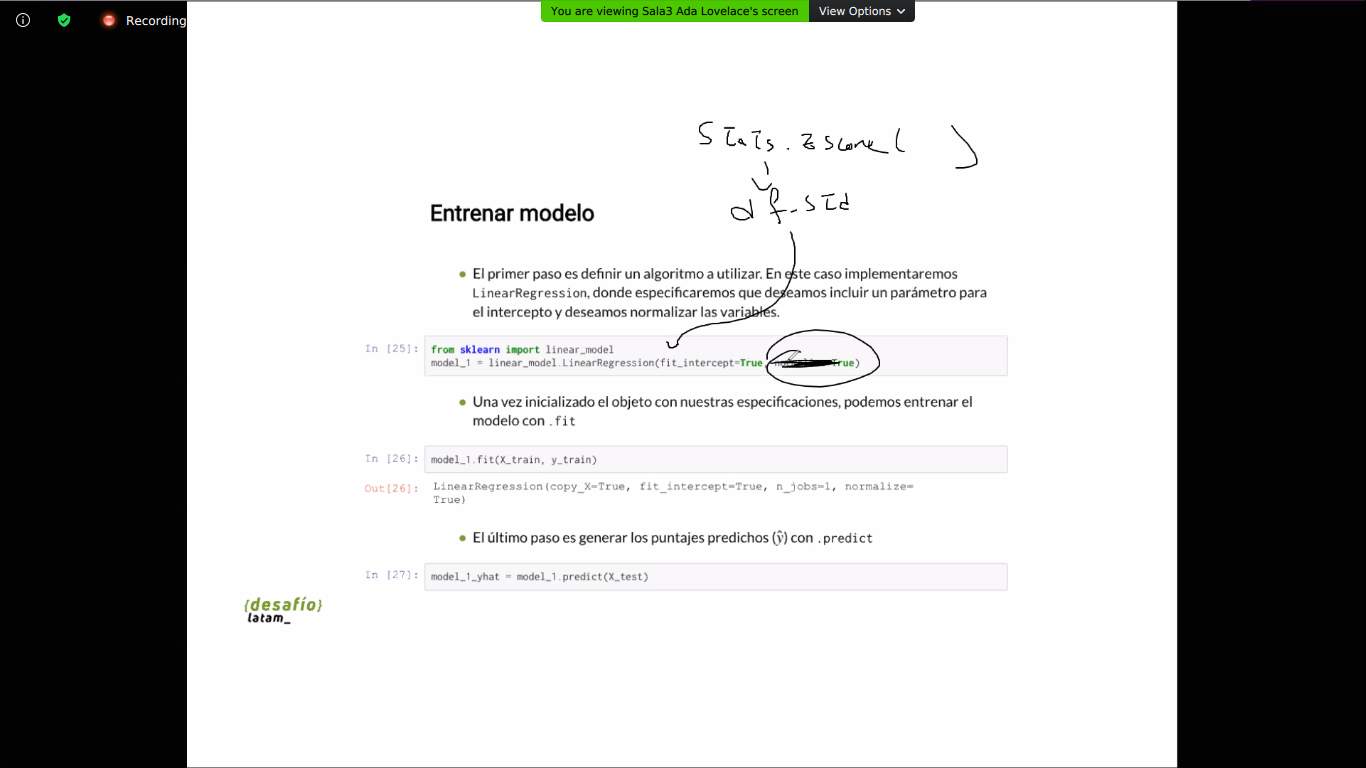 Recording
You are viewing Sala3 Ada Lovelace's screen
View Options
stats.zscore( )
df_std
Entrenar modelo
El primer paso es definir un algoritmo a utilizar. En este caso implementaremos
LinearRegression, donde especificaremos que deseamos incluir un parámetro para
el intercepto y deseamos normalizar las variables.
In [25]:
from sklearn import linear_model
model_1 = linear_model.LinearRegression(fit_intercept=True, True)
Una vez inicializado el objeto con nuestras especificaciones, podemos entrenar el
modelo con .fit
In [26]:
model_1.fit(X_train, y_train)
Out[26]:
LinearRegression(copy_X=True, fit_intercept=True, n_jobs=1, normalize=
True)
El último paso es generar los puntajes predichos (ŷ) con .predict
In [27]:
model_1_yhat = model_1.predict(X_test)
{desafío}
latam_